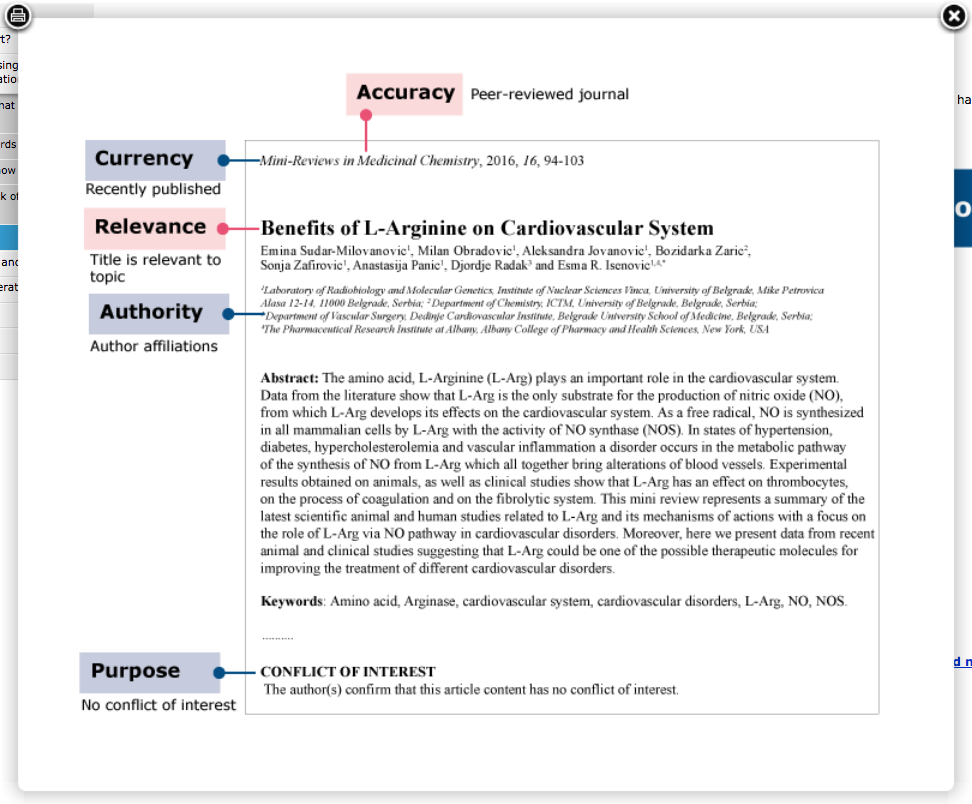 Accuracy Peer-reviewed journal
Currency
Recently published
Mini-Reviews in Medicinal Chemistry, 2016, 16, 94-103
Relevance
Title is relevant to
topic
Benefits of L-Arginine on Cardiovascular System
Emina Sudar-Milovanovic¹, Milan Obradovic¹, Aleksandra Jovanovic¹, Bozidarka Zaric²,
Sonja Zafirovic¹, Anastasija Panic¹, Djordje Radak³ and Esma R. Isenovic¹,⁴,*
Authority
Author affiliations
¹Laboratory of Radiobiology and Molecular Genetics, Institute of Nuclear Sciences Vinca, University of Belgrade, Mike Petrovica
Alasa 12-14, 11000 Belgrade, Serbia; ²Department of Chemistry, ICTM, University of Belgrade, Belgrade, Serbia;
Department of Vascular Surgery, Dedinje Cardiovascular Institute, Belgrade University School of Medicine, Belgrade, Serbia;
⁴The Pharmaceutical Research Institute at Albany, Albany College of Pharmacy and Health Sciences, New York, USA
Abstract: The amino acid, L-Arginine (L-Arg) plays an important role in the cardiovascular system.
Data from the literature show that L-Arg is the only substrate for the production of nitric oxide (NO),
from which L-Arg develops its effects on the cardiovascular system. As a free radical, NO is synthesized
in all mammalian cells by L-Arg with the activity of NO synthase (NOS). In states of hypertension,
diabetes, hypercholesterolemia and vascular inflammation a disorder occurs in the metabolic pathway
of the synthesis of NO from L-Arg which all together bring alterations of blood vessels. Experimental
results obtained on animals, as well as clinical studies show that L-Arg has an effect on thrombocytes,
on the process of coagulation and on the fibrolytic system. This mini review represents a summary of the
latest scientific animal and human studies related to L-Arg and its mechanisms of actions with a focus on
the role of L-Arg via NO pathway in cardiovascular disorders. Moreover, here we present data from recent
animal and clinical studies suggesting that L-Arg could be one of the possible therapeutic molecules for
improving the treatment of different cardiovascular disorders.
Keywords: Amino acid, Arginase, cardiovascular system, cardiovascular disorders, L-Arg, NO, NOS.
..........
Purpose
No conflict of interest
CONFLICT OF INTEREST
The author(s) confirm that this article content has no conflict of interest.